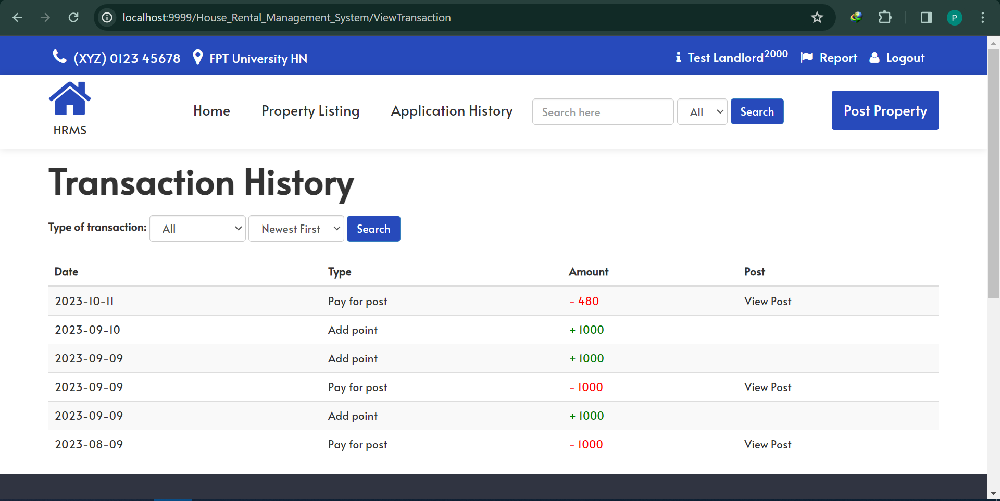 localhost:9999/House_Rental_Management_System/ViewTransaction
P
(XYZ) 0123 45678 FPT University HN Test Landlord2000 Report Logout
HRMS
Home Property Listing Application History Search here All Search Post Property
Transaction History
Type of transaction: All Newest First Search
Date Type Amount Post
2023-10-11 Pay for post - 480 View Post
2023-09-10 Add point + 1000
2023-09-09 Add point + 1000
2023-09-09 Pay for post - 1000 View Post
2023-09-09 Add point + 1000
2023-08-09 Pay for post - 1000 View Post